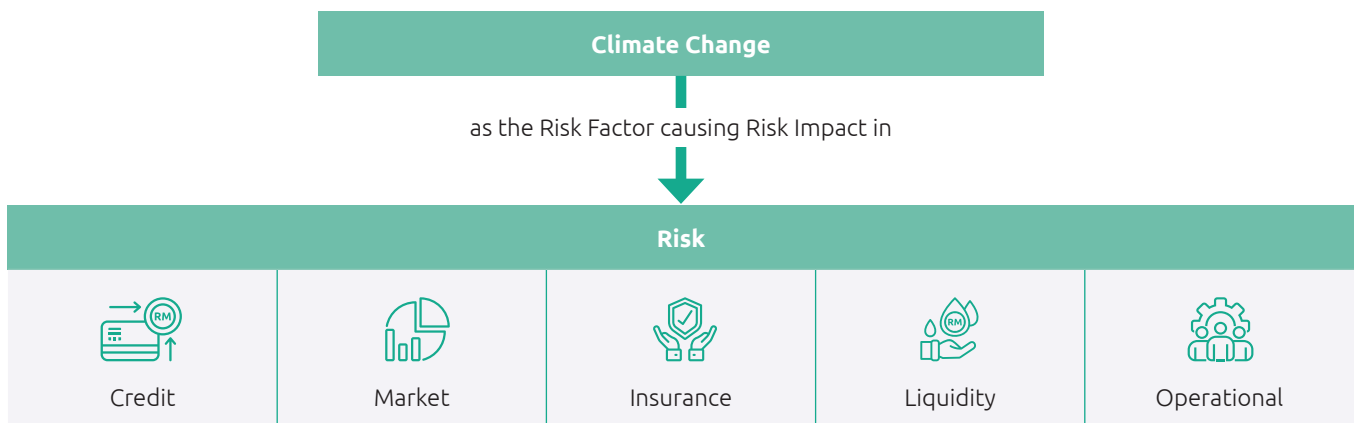 Climate Change
as the Risk Factor causing Risk Impact in
Risk
RM
RM
Credit
Market
Insurance
Liquidity
Operational